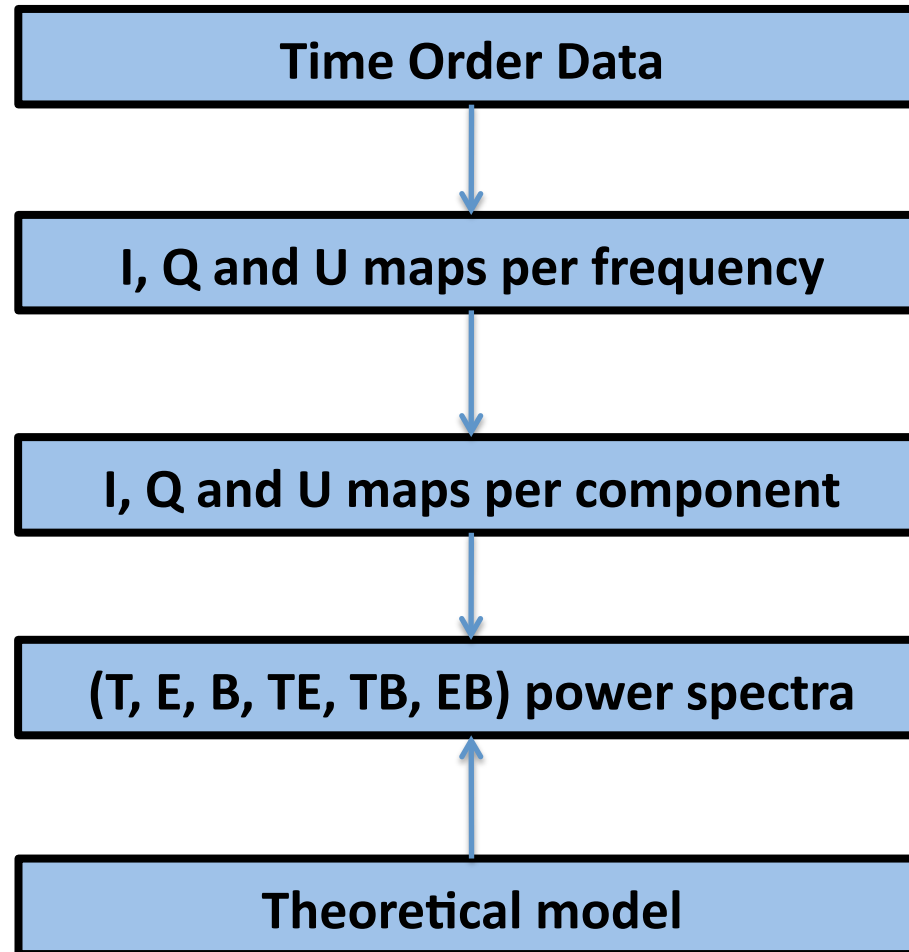 Time Order Data
I, Q and U maps per frequency
I, Q and U maps per component
(T, E, B, TE, TB, EB) power spectra
Theoretical model